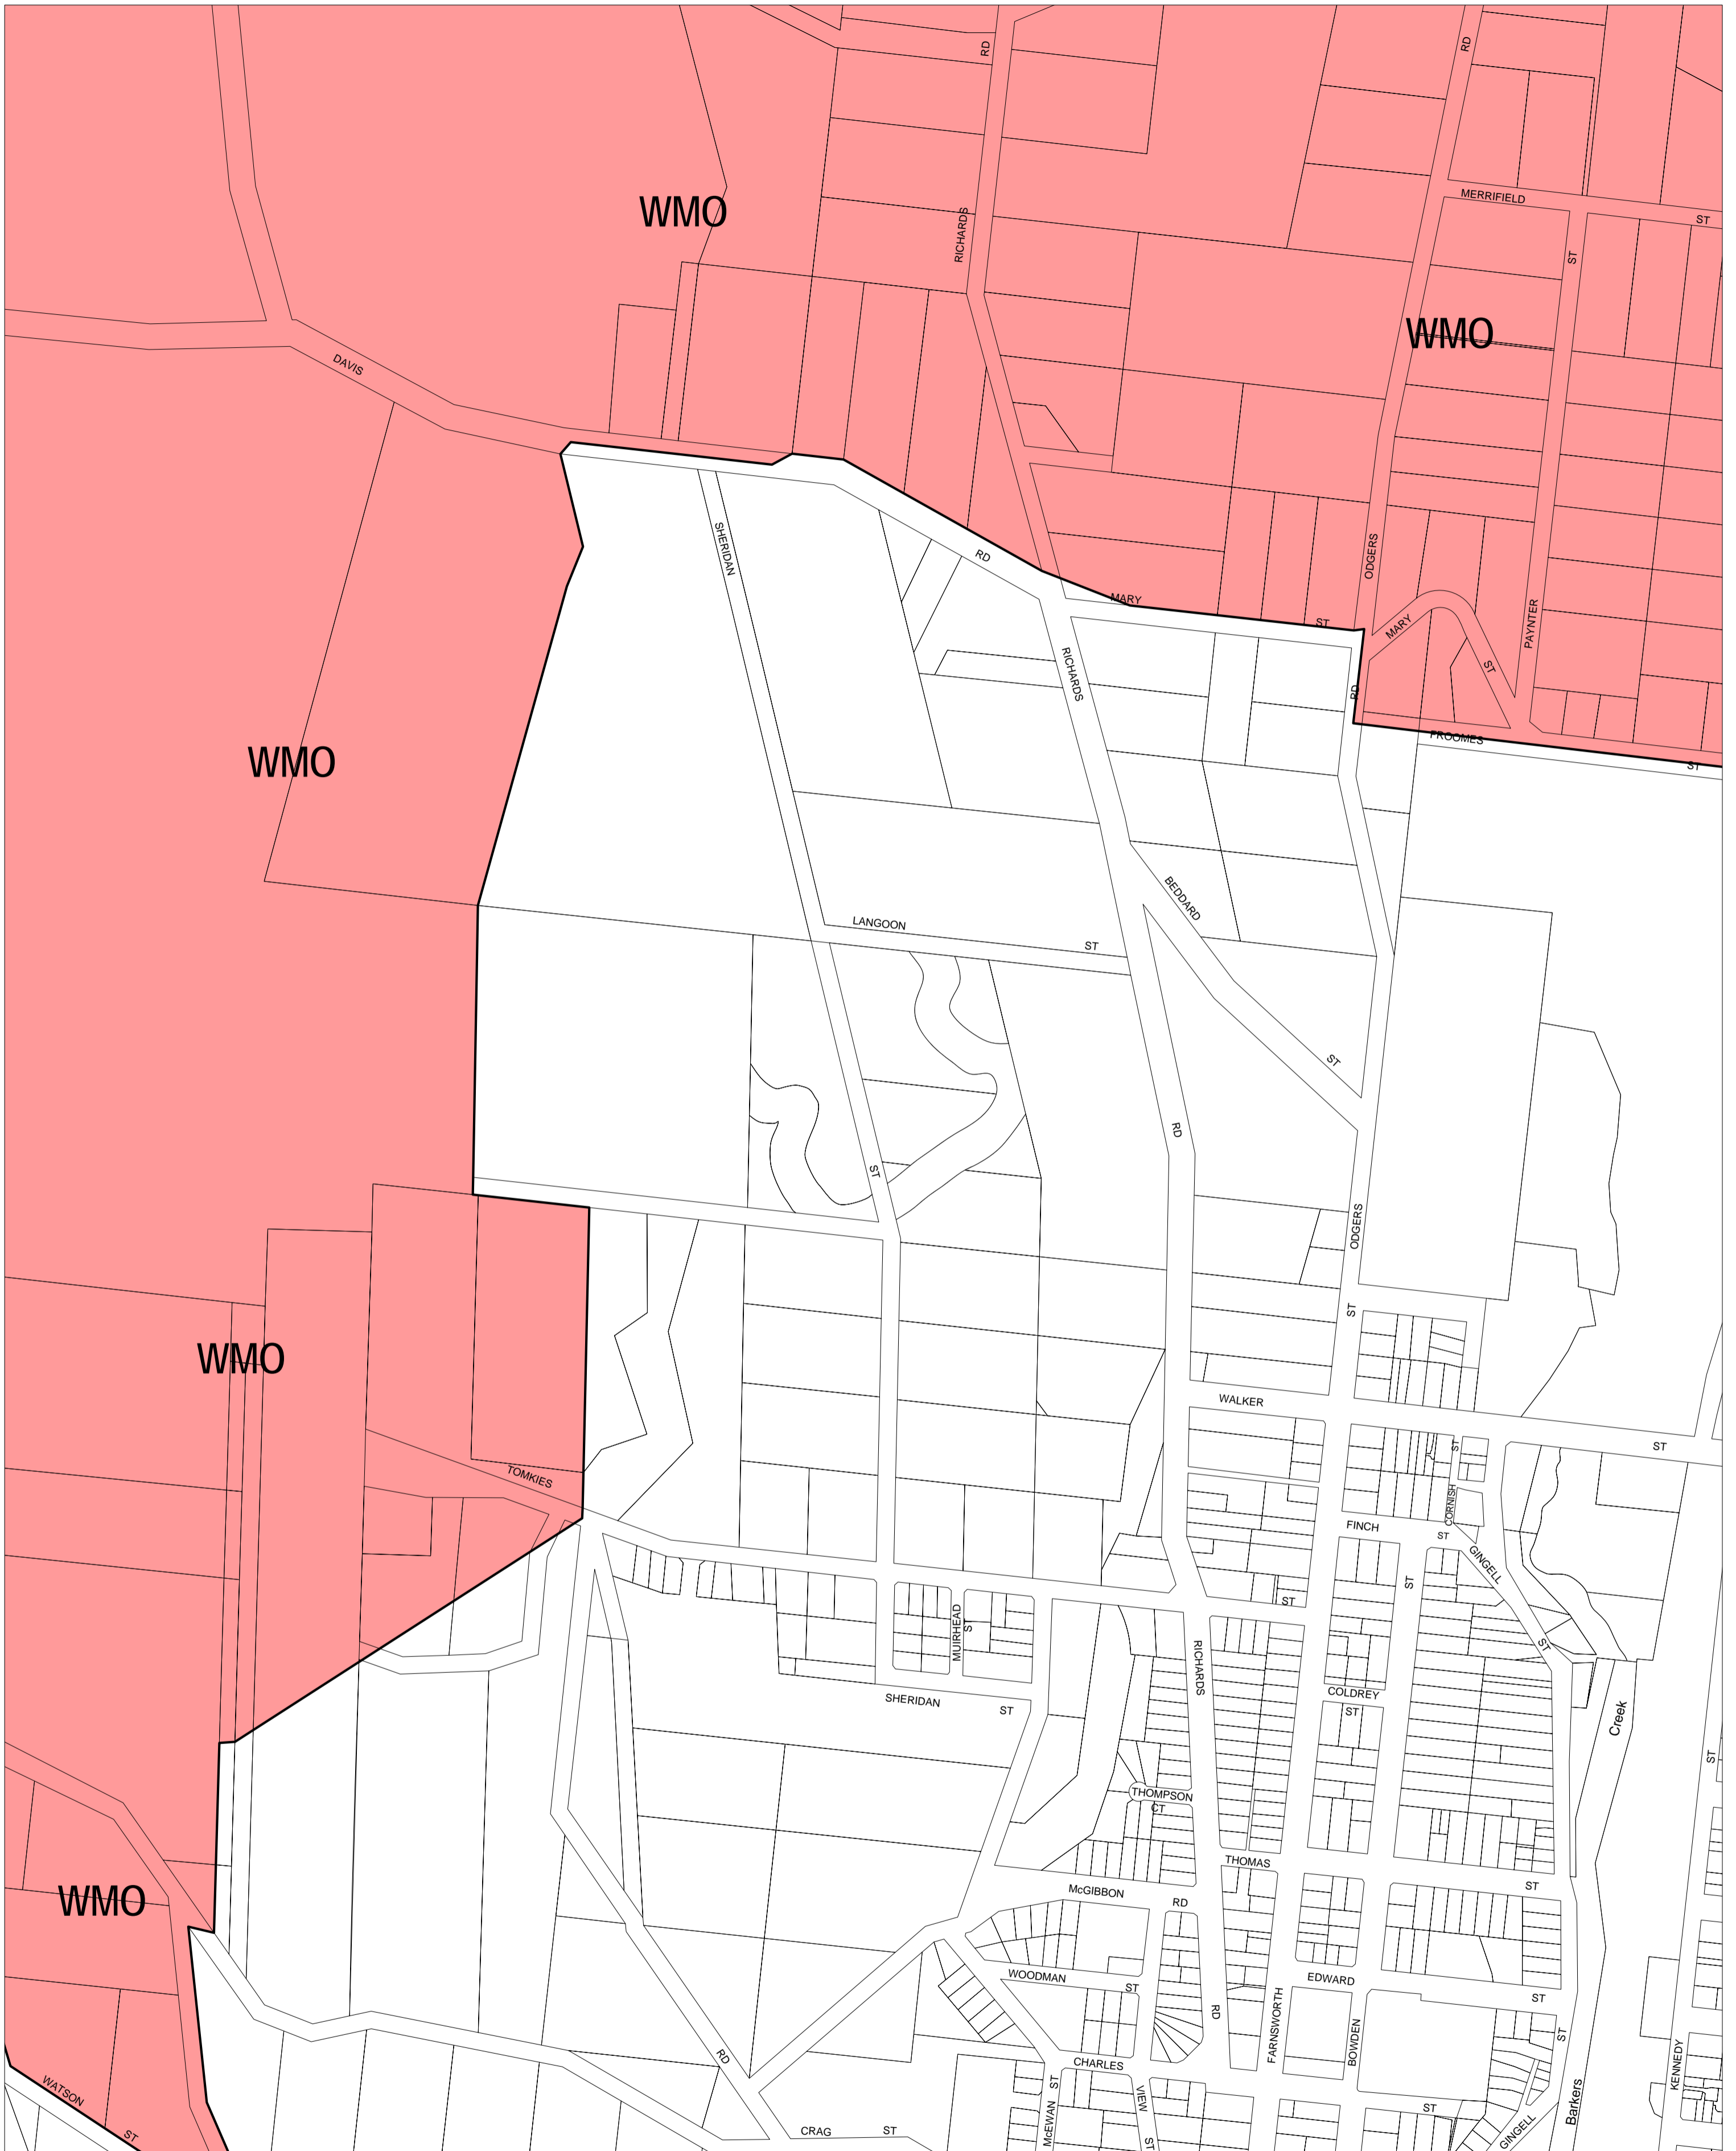 RD
RD
MERRIFIELD
ST
WMO
RICHARDS
ST
WMO
DAVIS
SHERIDAN
RD
ODGERS
MARY
ST
MARY
PAYNTER
ST
RICHARDS
RD
FROOMES
ST
WMO
BEDDARD
LANGOON
ST
ST
RD
ST
ODGERS
ST
WMO
WALKER
ST
ST
TOMKIES
CORNISH
FINCH
ST
GINGELL
ST
ST
MUIRHEAD
ST
ST
RICHARDS
COLDREY
ST
SHERIDAN
ST
Creek
ST
THOMPSON
CT
THOMAS
ST
McGIBBON
RD
WMO
WOODMAN
ST
EDWARD
ST
RD
FARNSWORTH
BOWDEN
ST
KENNEDY
RD
CHARLES
WATSON
ST
McEWAN
ST
VIEW
ST
ST
GINGELL
Barkers
CRAG
ST